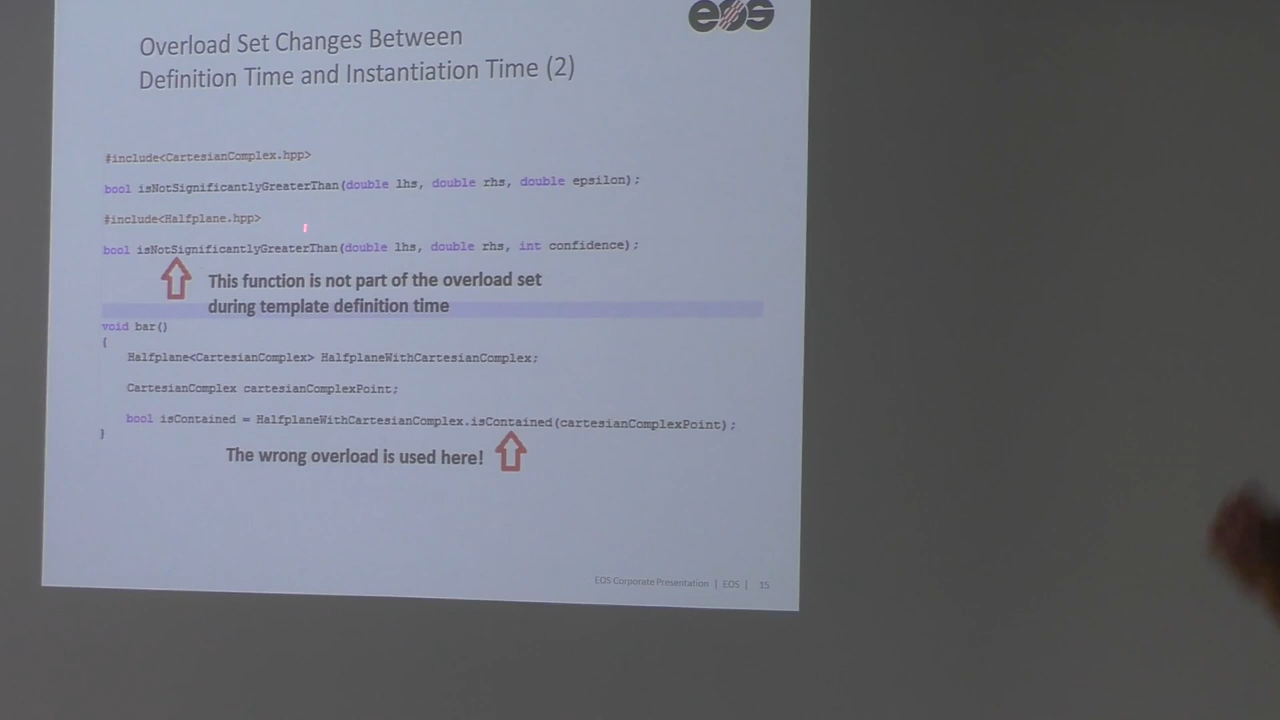 eos
Overload Set Changes Between
Definition Time and Instantiation Time (2)
#include<CartesianComplex.hpp>
bool isNotSignificantlyGreaterThan(double lhs, double rhs, double epsilon);
#include<Halfplane.hpp>
bool isNotSignificantlyGreaterThan(double lhs, double rhs, int confidence);
This function is not part of the overload set
during template definition time
void bar()
{
Halfplane<CartesianComplex> HalfplaneWithCartesianComplex;
CartesianComplex cartesianComplexPoint;
bool isContained = HalfplaneWithCartesianComplex.isContained(cartesianComplexPoint);
}
The wrong overload is used here!
EOS Corporate Presentation | EOS | 15